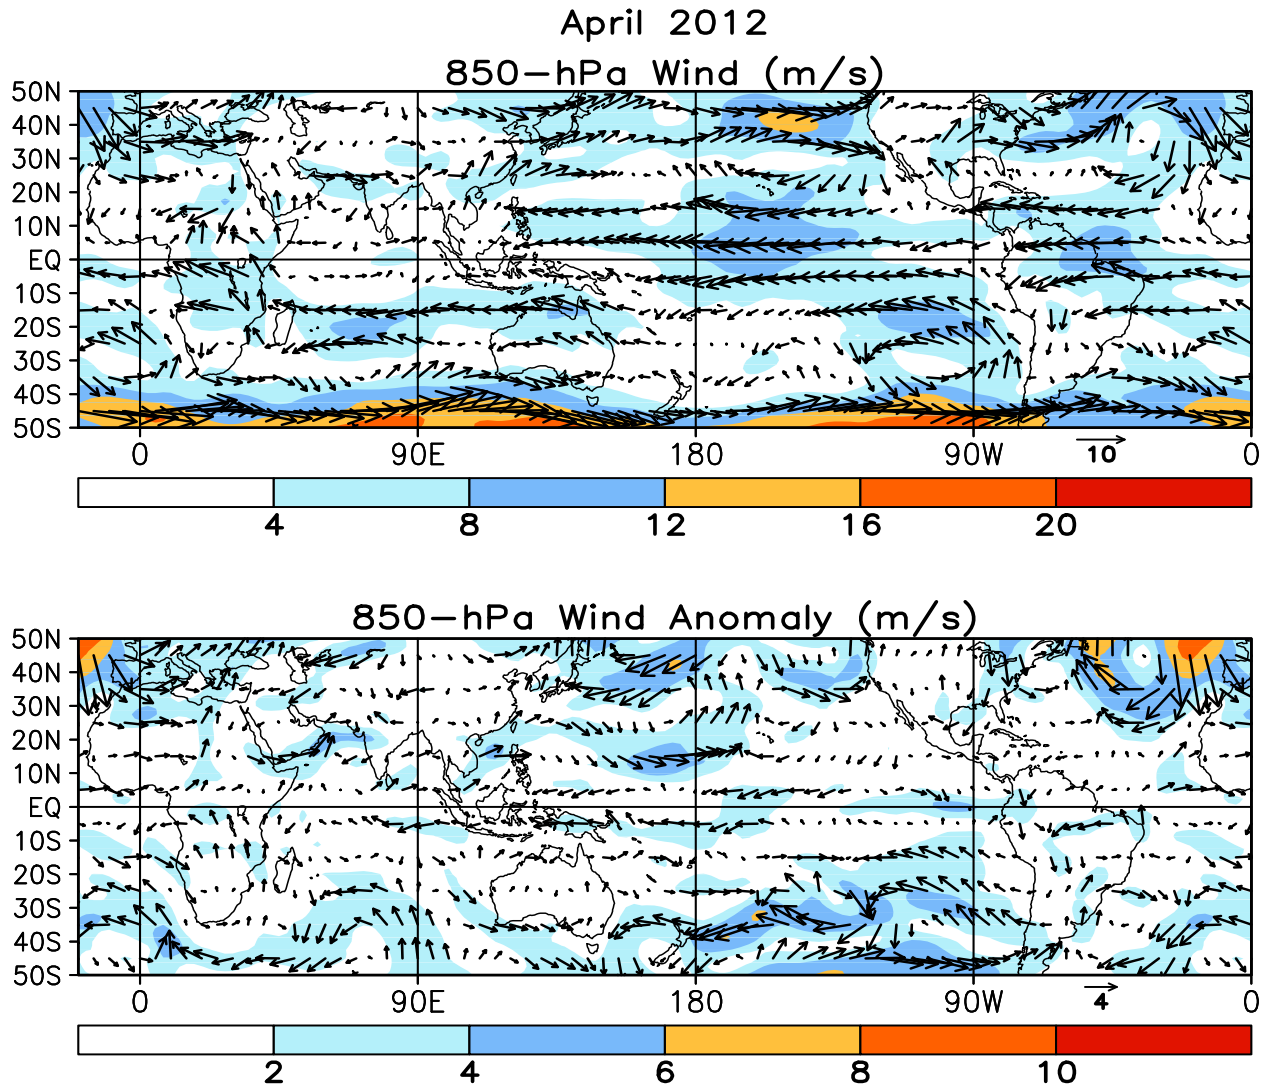 April 2012
850-hPa Wind (m/s)
50N
40N
30N
20N
10N
EQ
10S
20S
30S
40S
50S
0 90E 180 90W 0
10
4 8 12 16 20
850-hPa Wind Anomaly (m/s)
50N
40N
30N
20N
10N
EQ
10S
20S
30S
40S
50S
0 90E 180 90W 0
4
2 4 6 8 10